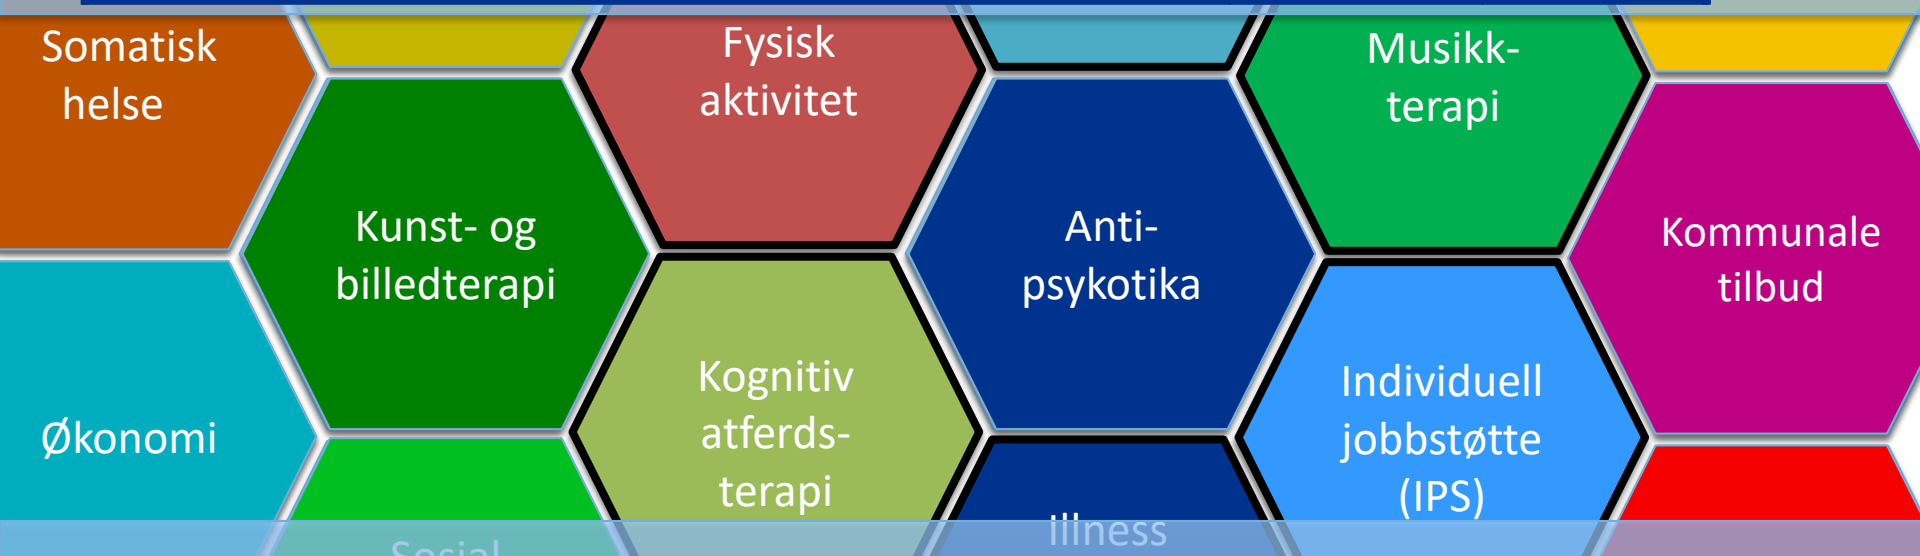 Somatisk
helse
Fysisk
aktivitet
Musikk-
terapi
Kunst- og
billedterapi
Anti-
psykotika
Kommunale
tilbud
Økonomi
Kognitiv
atferds-
terapi
Individuell
jobbstøtte
(IPS)
Illness
Sosial